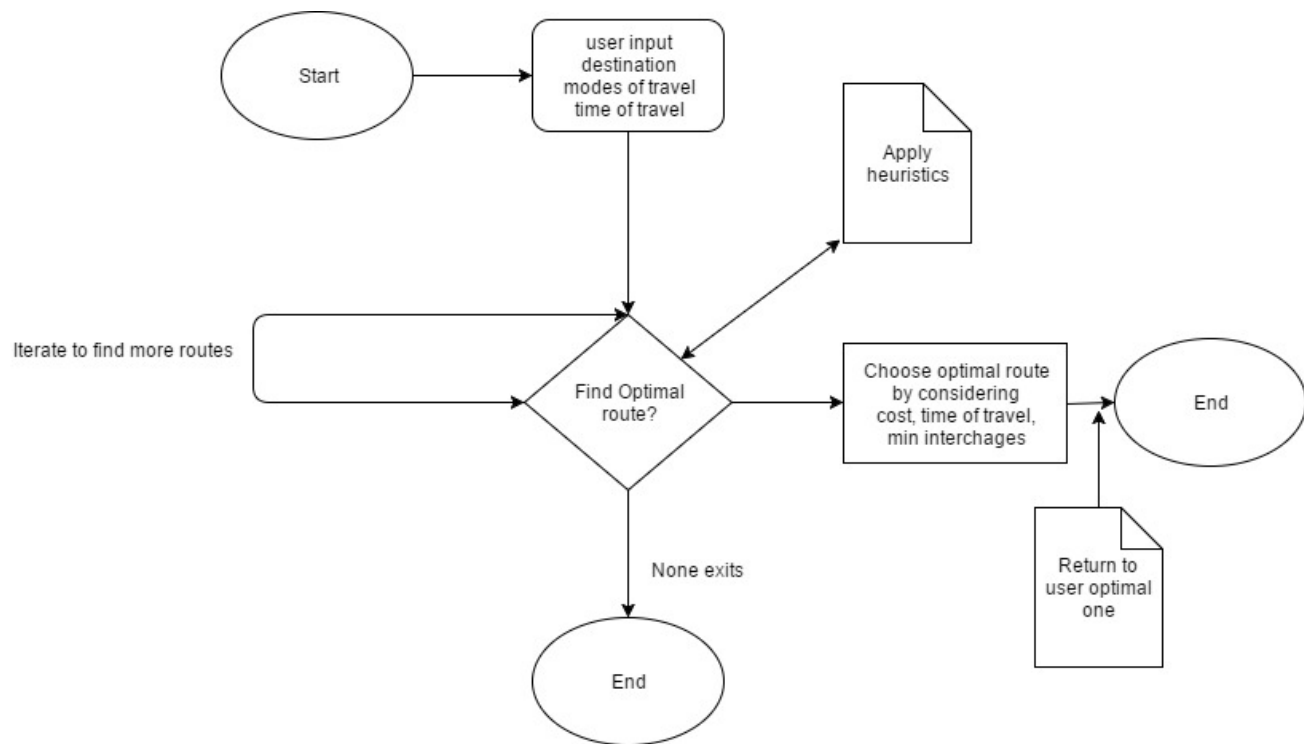 Start
user input
destination
modes of travel
time of travel
Apply
heuristics
Iterate to find more routes
Find Optimal
route?
Choose optimal route
by considering
cost, time of travel,
min interchages
End
Return to
user optimal
one
None exits
End